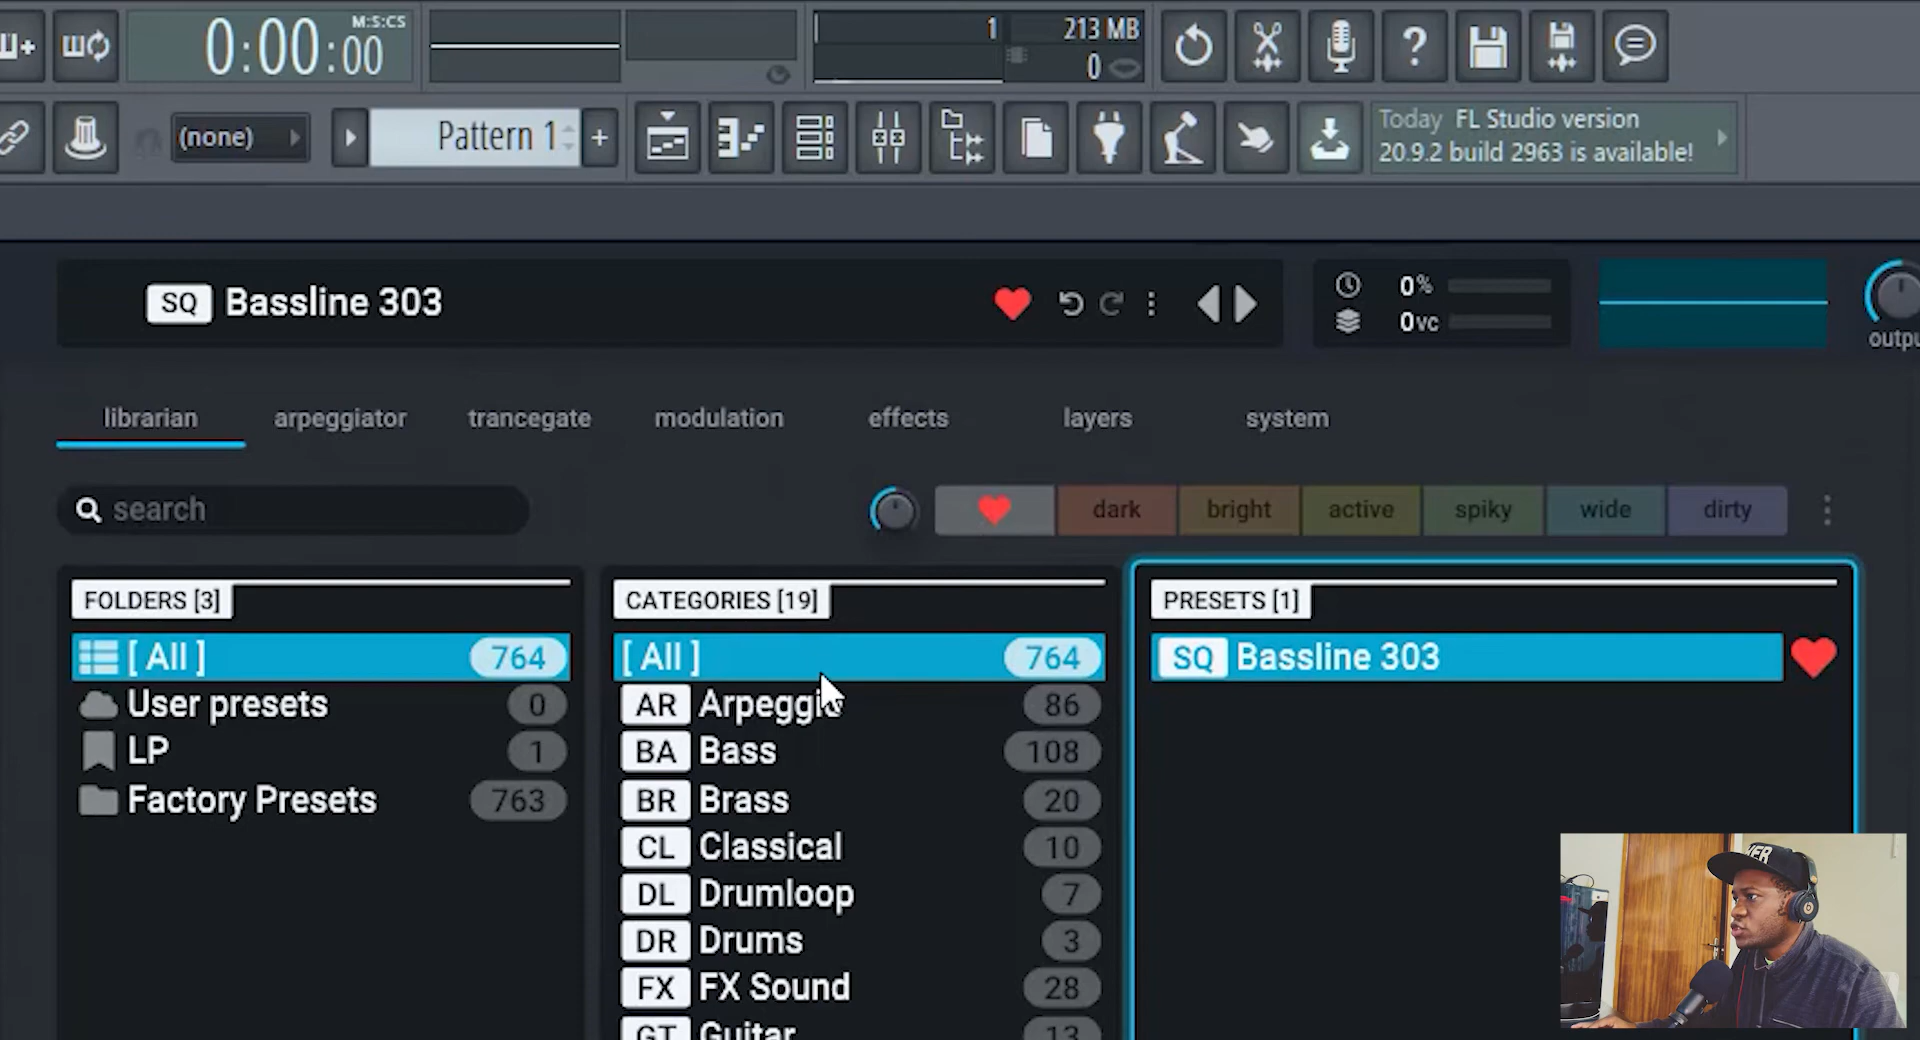 M:S:CS
0:00:00
1
213 MB
0
(none)
Pattern 1
+
Today FL Studio version
20.9.2 build 2963 is available!
SQ Bassline 303
0%
0vc
librarian
arpeggiator
trancegate
modulation
effects
layers
system
search
dark
bright
active
spiky
wide
dirty
FOLDERS [3]
[ All ] 764
User presets 0
LP 1
Factory Presets 763
CATEGORIES [19]
[ All ] 764
AR Arpeggio 86
BA Bass 108
BR Brass 20
CL Classical 10
DL Drumloop 7
DR Drums 3
FX FX Sound 28
GT Guitar 13
PRESETS [1]
SQ Bassline 303